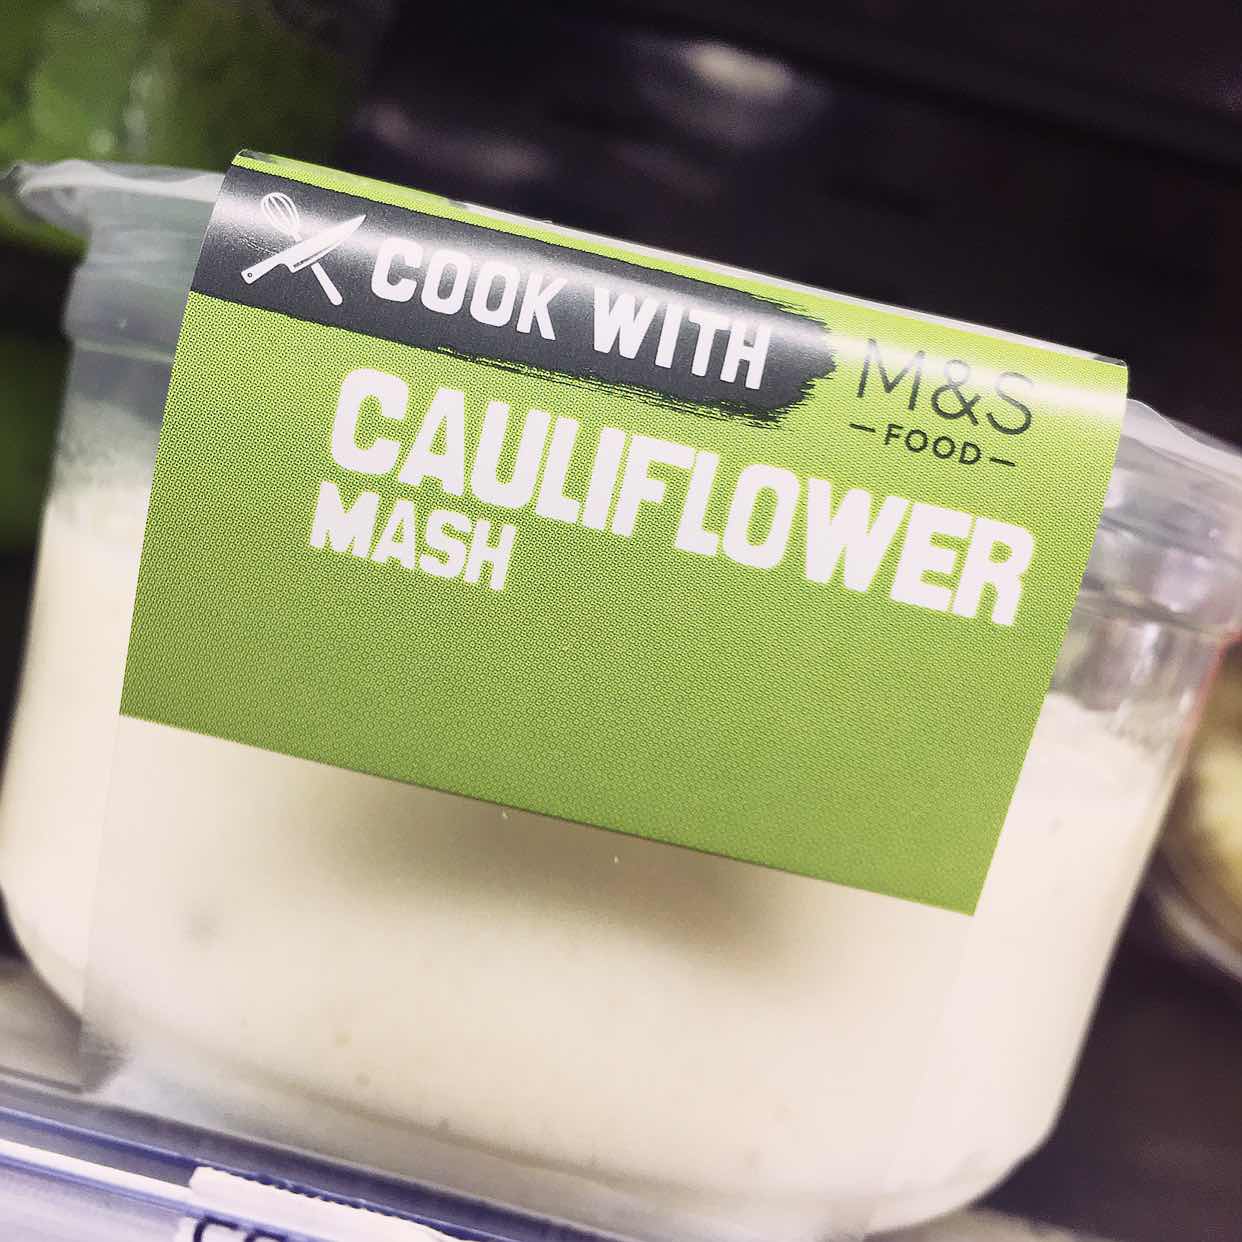 COOK WITH
M&S
—FOOD—
CAULIFLOWER
MASH